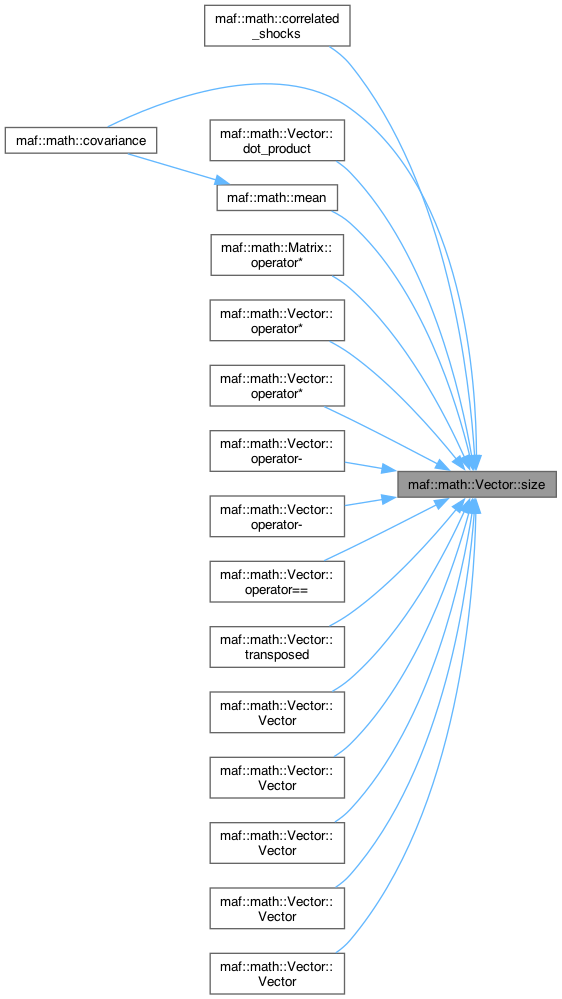 maf::math::correlated
_shocks
maf::math::covariance
maf::math::Vector::
dot_product
maf::math::mean
maf::math::Matrix::
operator*
maf::math::Vector::
operator*
maf::math::Vector::
operator*
maf::math::Vector::
operator-
maf::math::Vector::size
maf::math::Vector::
operator-
maf::math::Vector::
operator==
maf::math::Vector::
transposed
maf::math::Vector::
Vector
maf::math::Vector::
Vector
maf::math::Vector::
Vector
maf::math::Vector::
Vector
maf::math::Vector::
Vector